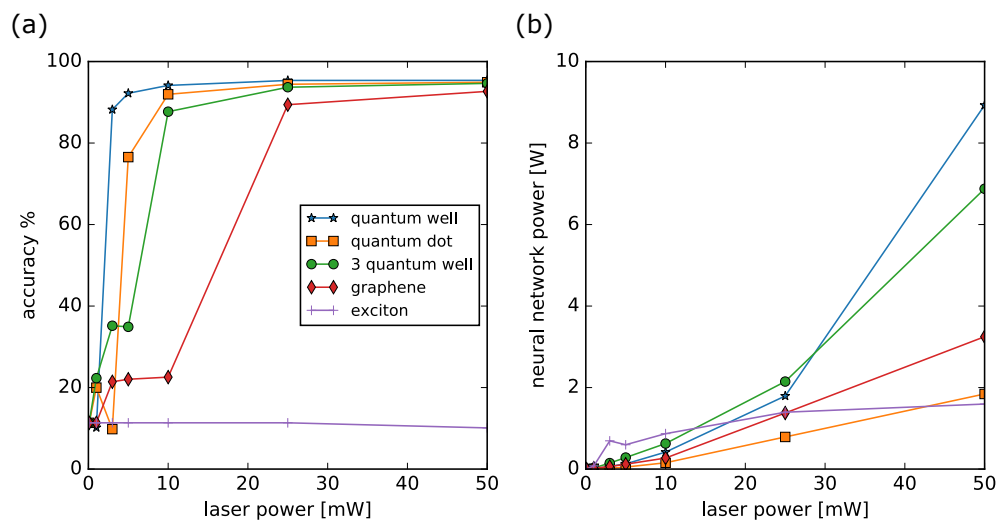 (a)
100
80
60
40
20
0
accuracy %
quantum well
quantum dot
3 quantum well
graphene
exciton
0 10 20 30 40 50
laser power [mW]
(b)
10
8
6
4
2
0
neural network power [W]
0 10 20 30 40 50
laser power [mW]